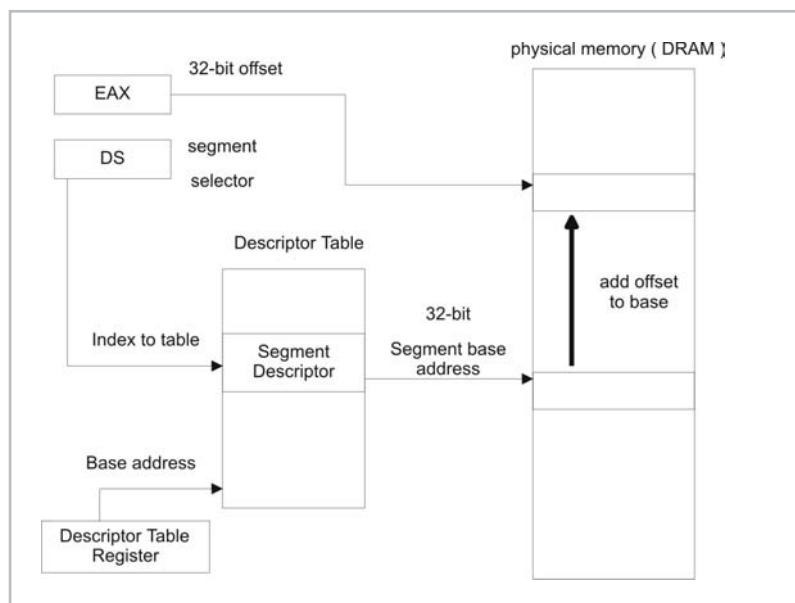 physical memory ( DRAM )
32-bit offset
EAX
DS
segment
selector
Descriptor Table
add offset
to base
32-bit
Index to table
Segment
Descriptor
Segment base
address
Base address
Descriptor Table
Register